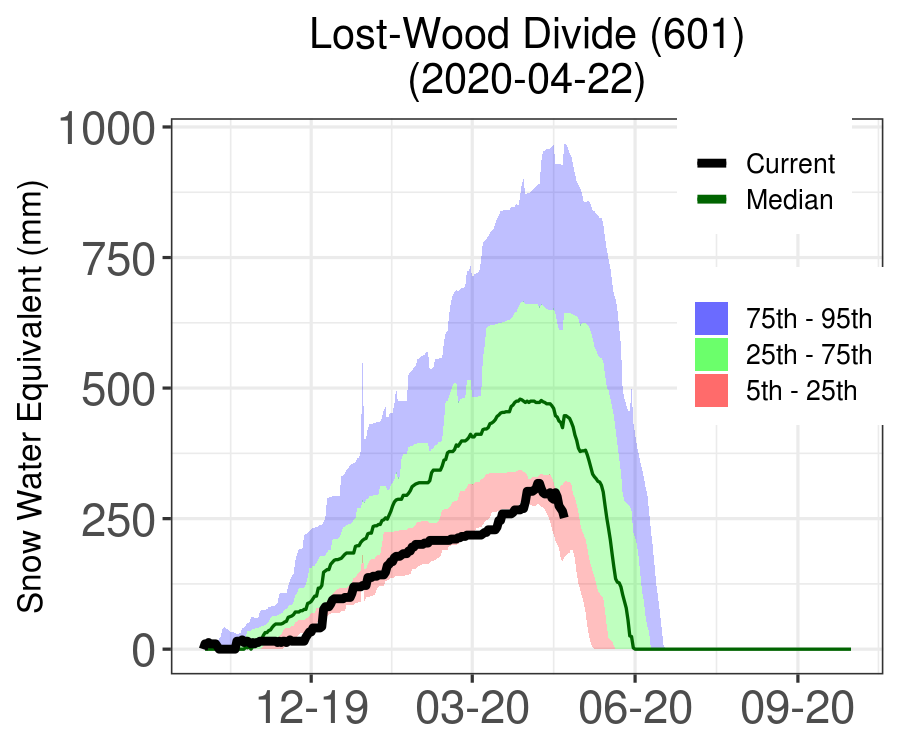 Lost-Wood Divide (601)
(2020-04-22)
Snow Water Equivalent (mm)
1000
750
500
250
0
12-19
03-20
06-20
09-20
Current
Median
75th - 95th
25th - 75th
5th - 25th